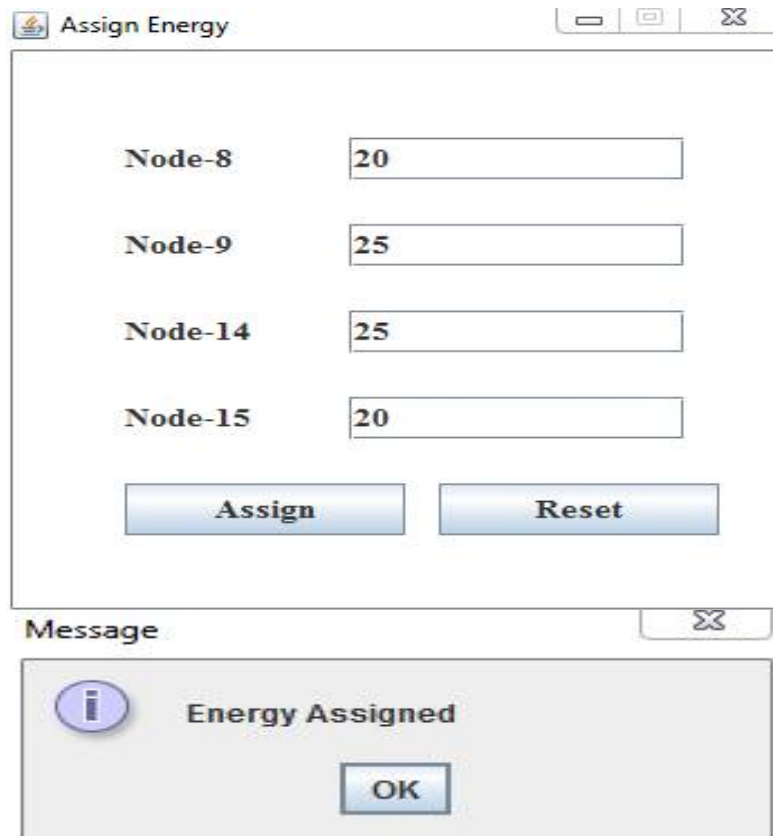 Assign Energy
Node-8 20
Node-9 25
Node-14 25
Node-15 20
Assign Reset
Message
i Energy Assigned
OK